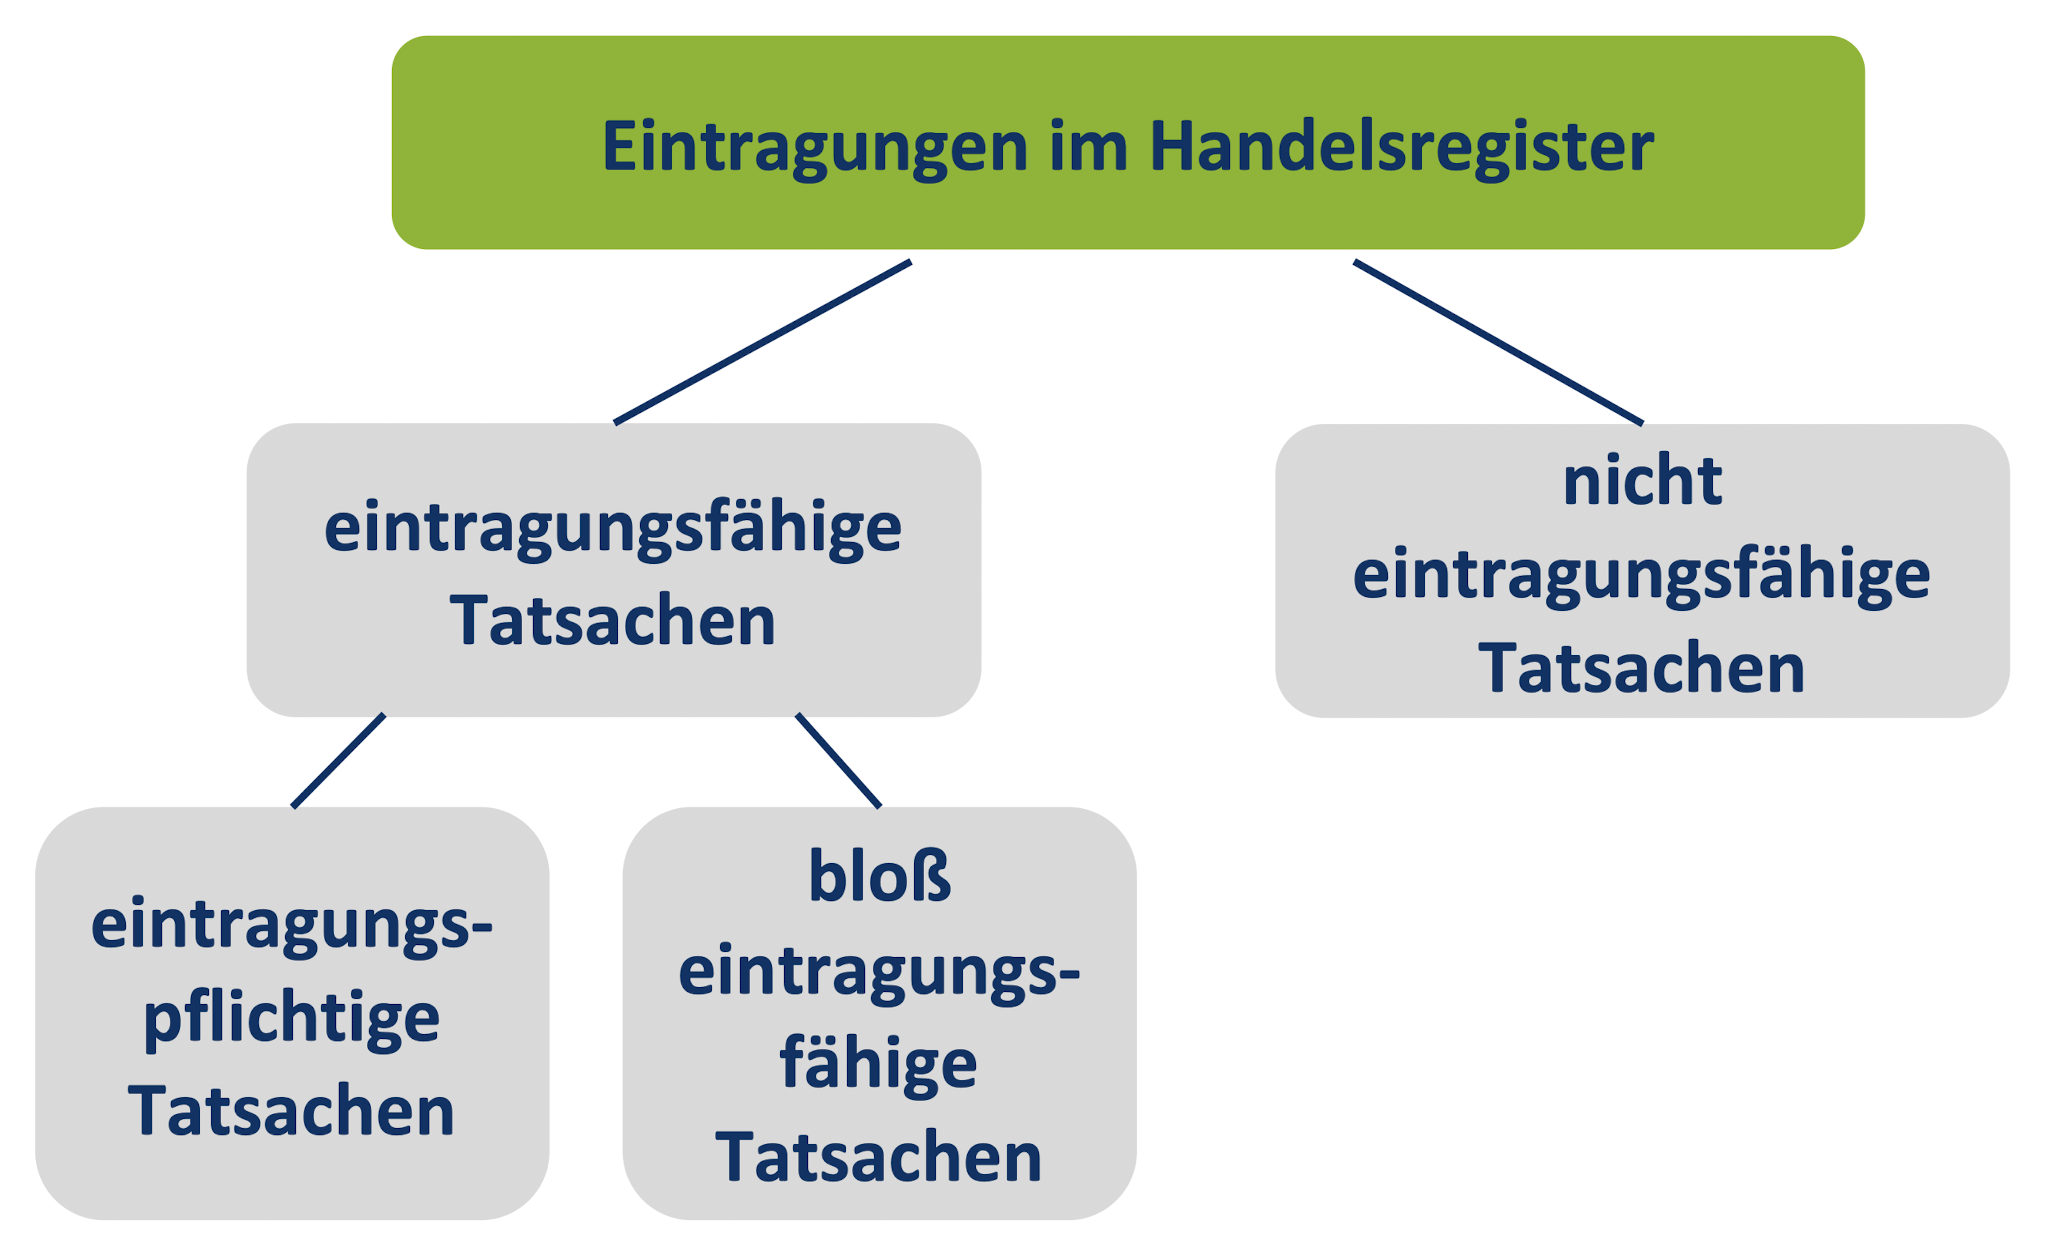 Eintragungen im Handelsregister
eintragungsfähige
Tatsachen
nicht
eintragungsfähige
Tatsachen
eintragungs-
pflichtige
Tatsachen
bloß
eintragungs-
fähige
Tatsachen